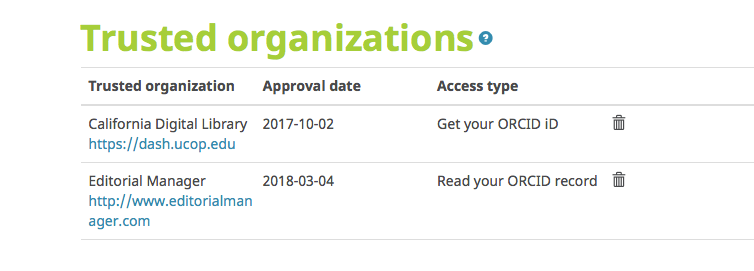 Trusted organizations ?
Trusted organization Approval date Access type
California Digital Library 2017-10-02 Get your ORCID iD
https://dash.ucop.edu
Editorial Manager 2018-03-04 Read your ORCID record
http://www.editorialman
ager.com